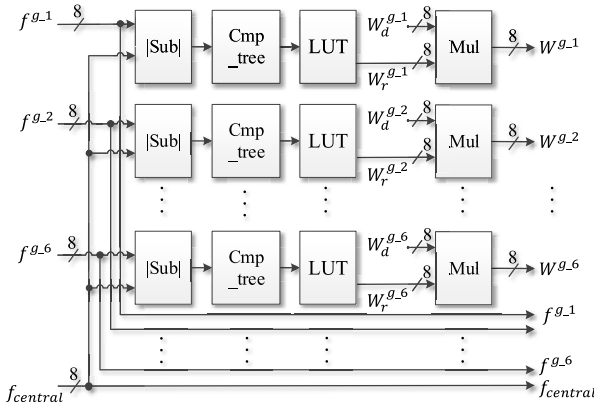 f^{g_1} 8 |Sub| Cmp_tree LUT W_d^{g_1} 8 W_r^{g_1} 8 Mul 8 W^{g_1}
f^{g_2} 8 |Sub| Cmp_tree LUT W_d^{g_2} 8 W_r^{g_2} 8 Mul 8 W^{g_2}
f^{g_6} 8 |Sub| Cmp_tree LUT W_d^{g_6} 8 W_r^{g_6} 8 Mul 8 W^{g_6}
f^{g_1}
f^{g_6}
f_{central} 8 f_{central}